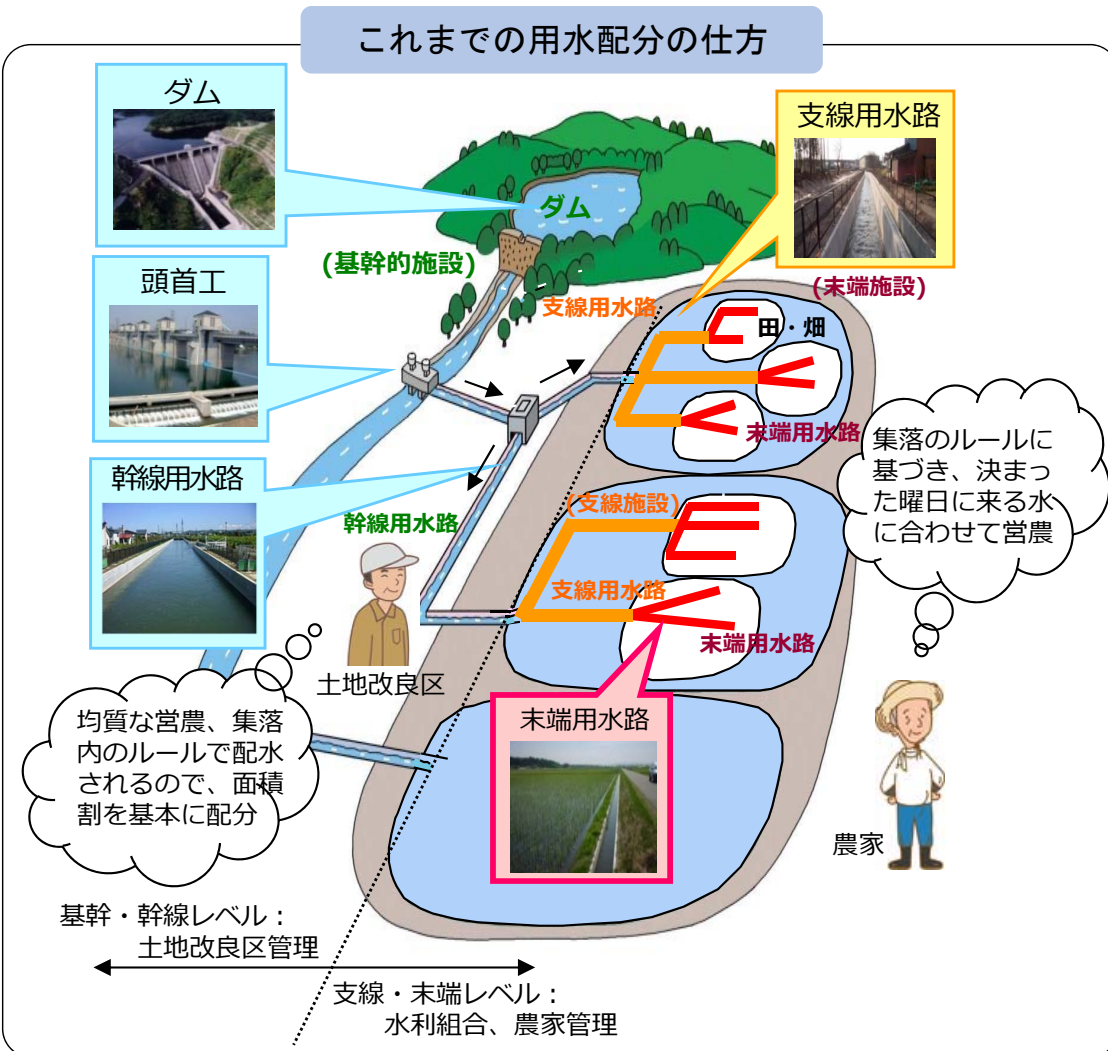 これまでの用水配分の仕方
ダム
支線用水路
ダム
(基幹的施設)
頭首工
支線用水路
(末端施設)
田・畑
末端用水路
集落のルールに
基づき、決まっ
た曜日に来る水
に合わせて営農
幹線用水路
(支線施設)
幹線用水路
支線用水路
末端用水路
土地改良区
末端用水路
均質な営農、集落
内のルールで配水
されるので、面積
割を基本に配分
農家
基幹・幹線レベル：
土地改良区管理
支線・末端レベル：
水利組合、農家管理